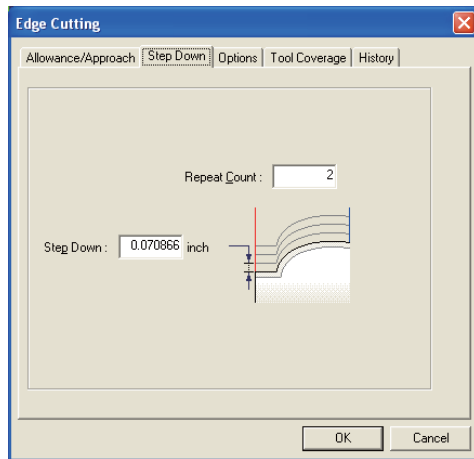 Edge Cutting
Allowance/Approach Step Down Options Tool Coverage History
Repeat Count : 2
Step Down : 0.070866 inch
OK Cancel